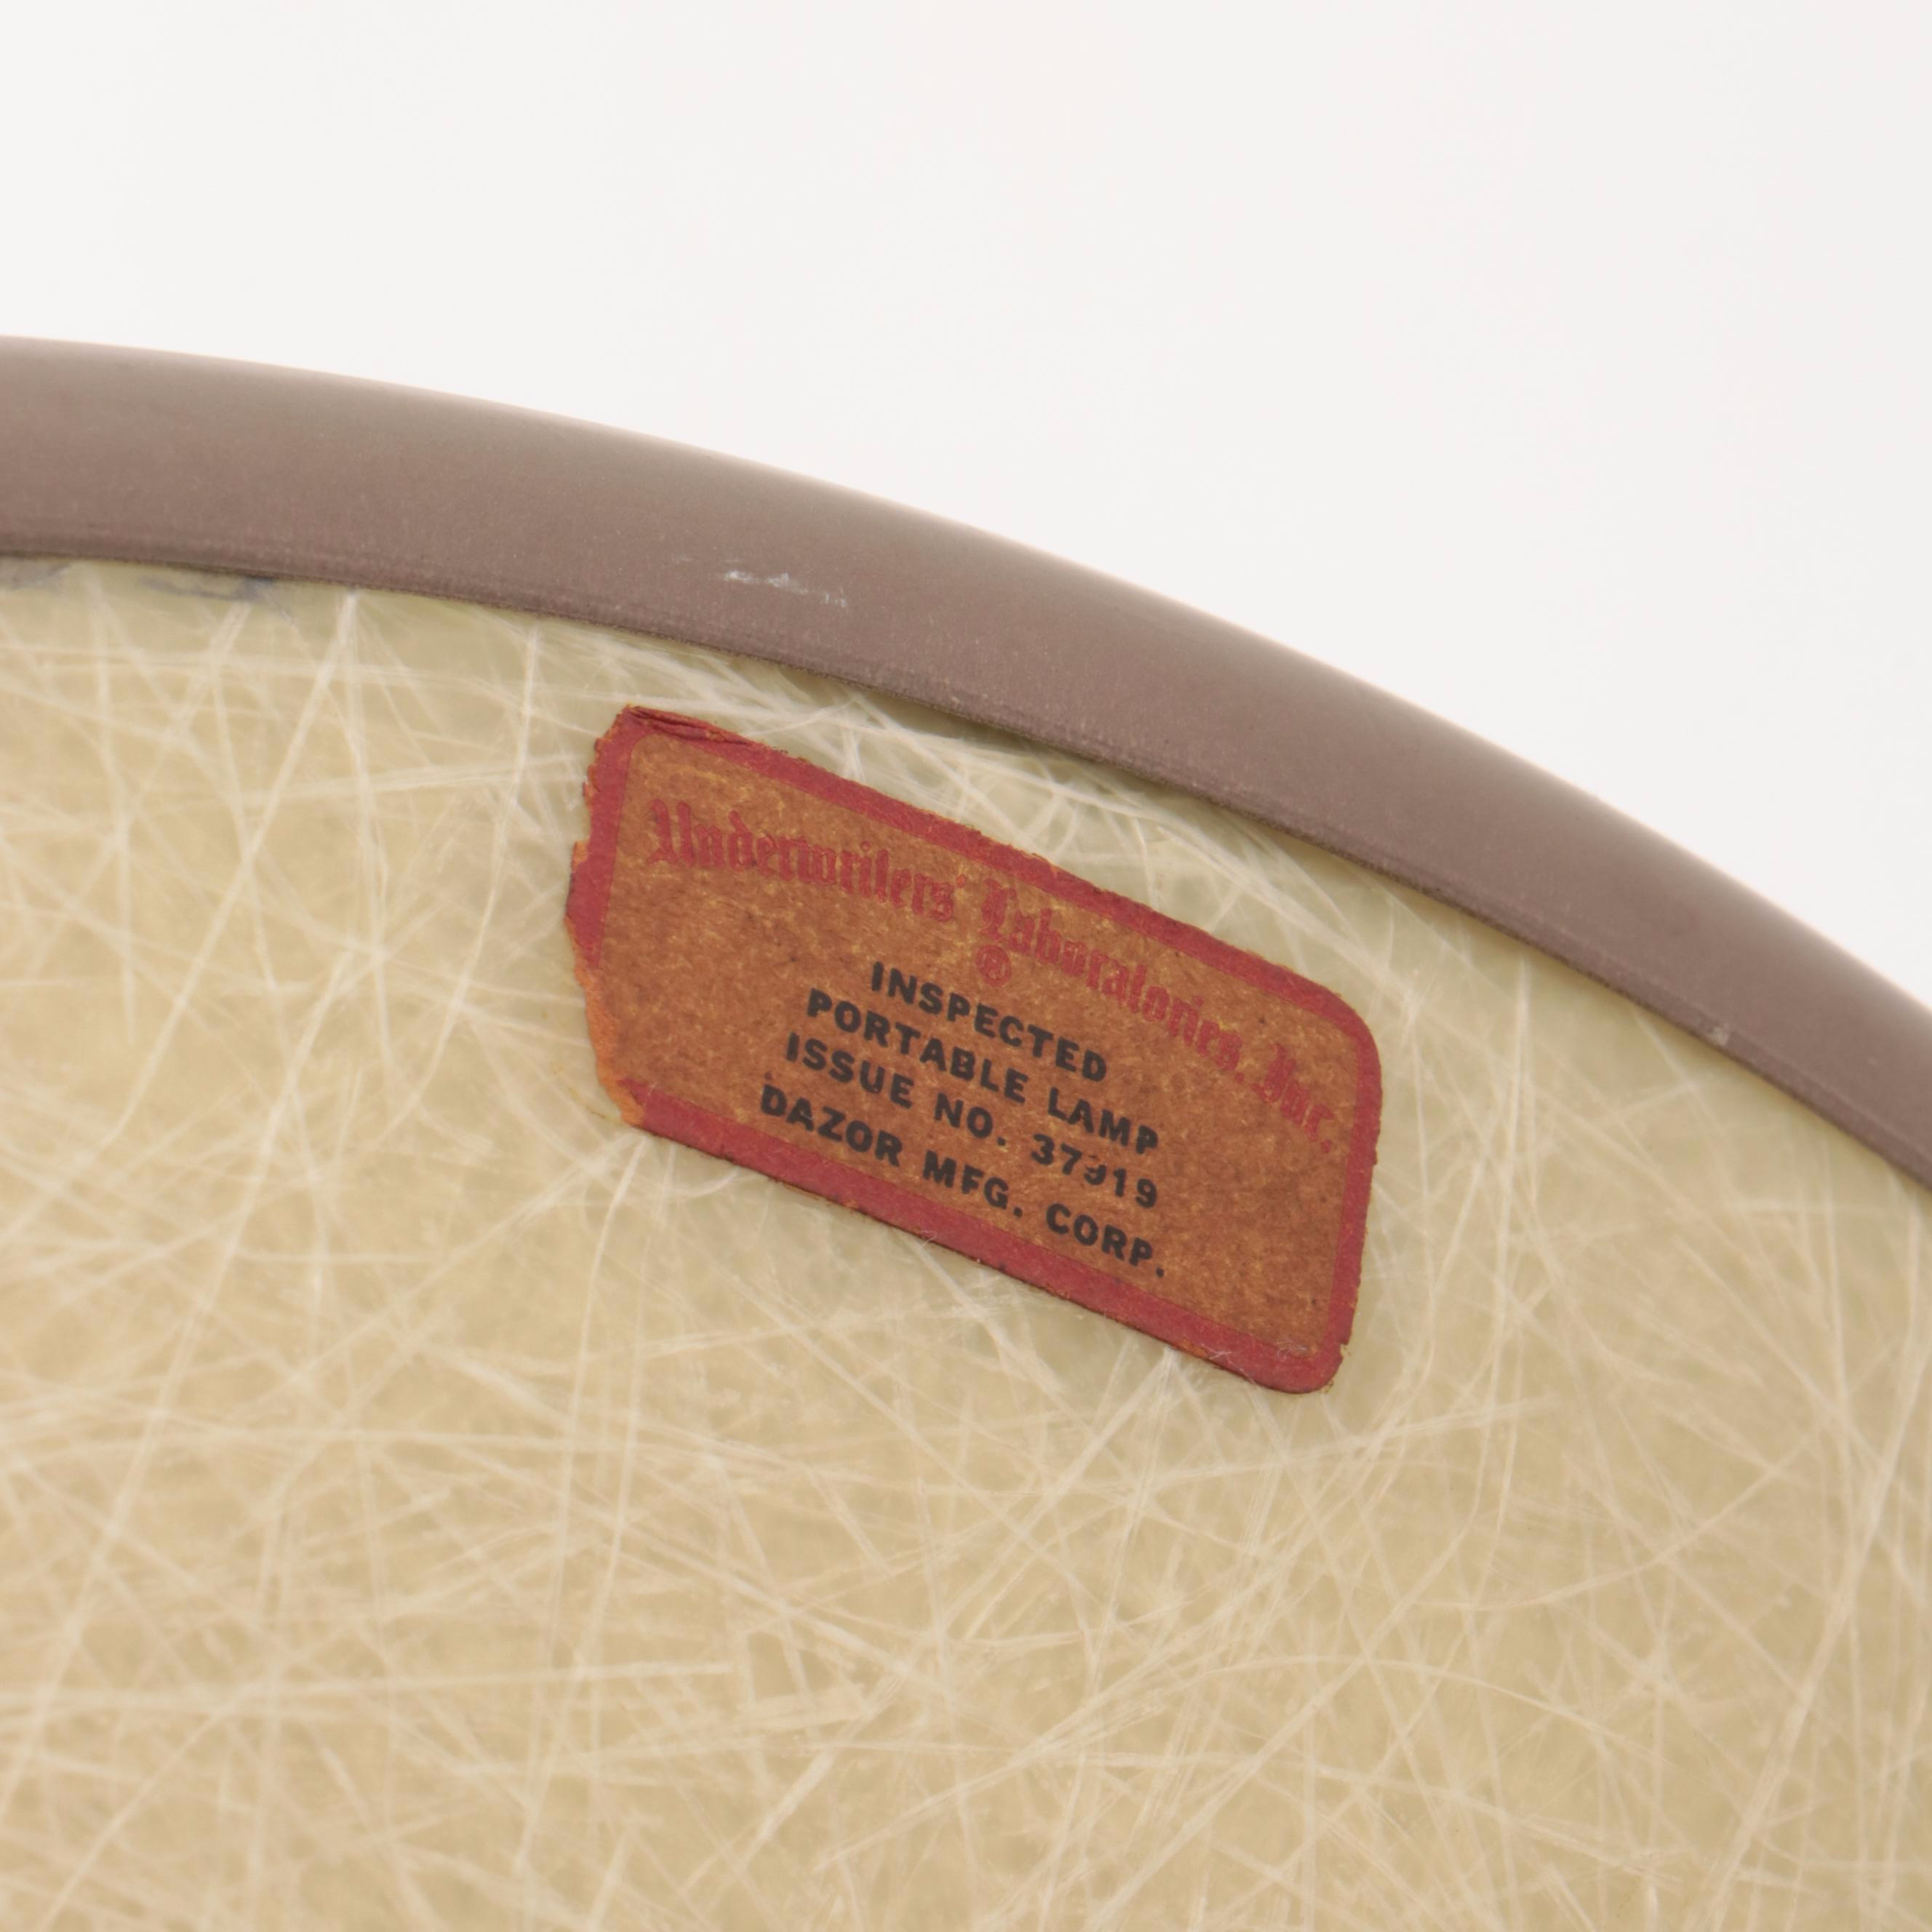 Underwriters' Laboratories, Inc.
®
INSPECTED
PORTABLE LAMP
ISSUE NO.
DAZOR MFG. CORP.